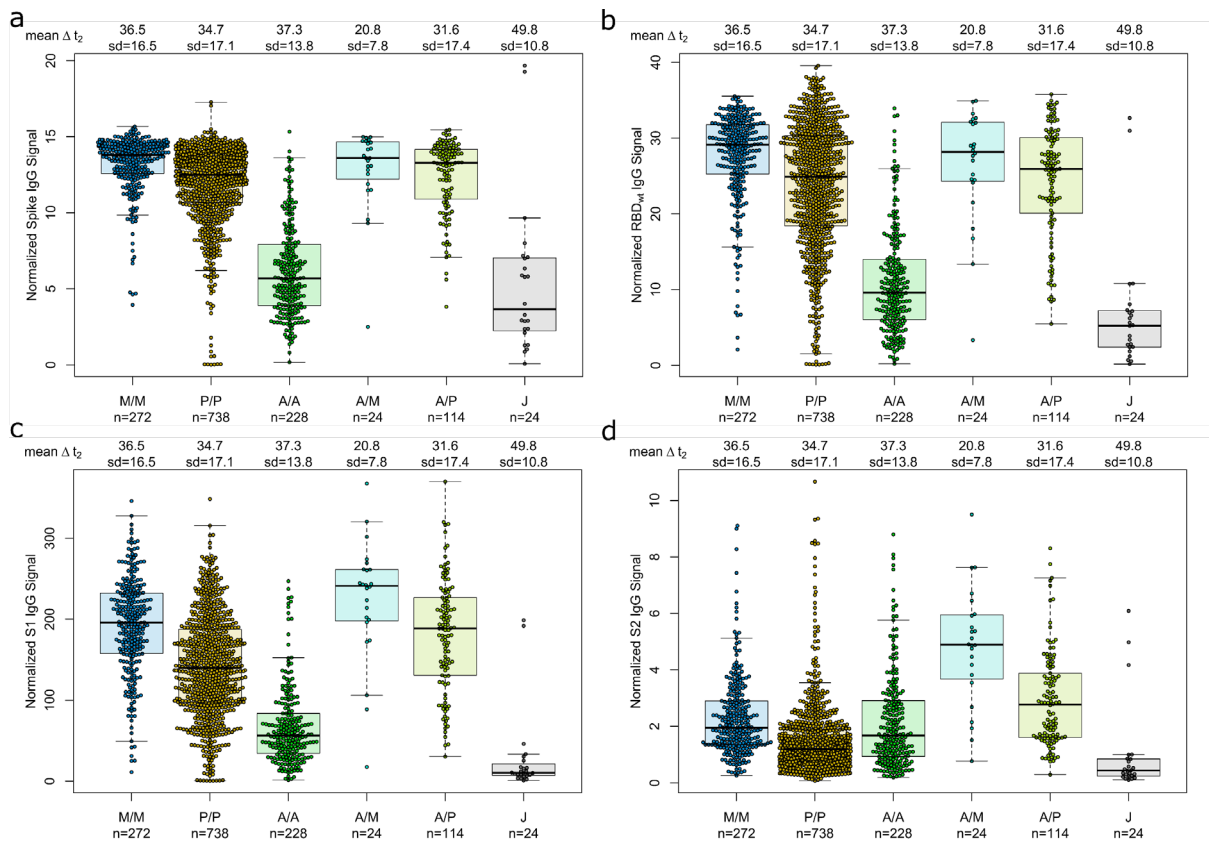 a
mean Δ t2
36.5 34.7 37.3 20.8 31.6 49.8
sd=16.5 sd=17.1 sd=13.8 sd=7.8 sd=17.4 sd=10.8
Normalized Spike IgG Signal
20
15
10
5
0
M/M P/P A/A A/M A/P J
n=272 n=738 n=228 n=24 n=114 n=24
b
mean Δ t2
36.5 34.7 37.3 20.8 31.6 49.8
sd=16.5 sd=17.1 sd=13.8 sd=7.8 sd=17.4 sd=10.8
Normalized RBDwt IgG Signal
40
30
20
10
0
M/M P/P A/A A/M A/P J
n=272 n=738 n=228 n=24 n=114 n=24
c
mean Δ t2
36.5 34.7 37.3 20.8 31.6 49.8
sd=16.5 sd=17.1 sd=13.8 sd=7.8 sd=17.4 sd=10.8
Normalized S1 IgG Signal
300
200
100
0
M/M P/P A/A A/M A/P J
n=272 n=738 n=228 n=24 n=114 n=24
d
mean Δ t2
36.5 34.7 37.3 20.8 31.6 49.8
sd=16.5 sd=17.1 sd=13.8 sd=7.8 sd=17.4 sd=10.8
Normalized S2 IgG Signal
10
8
6
4
2
0
M/M P/P A/A A/M A/P J
n=272 n=738 n=228 n=24 n=114 n=24